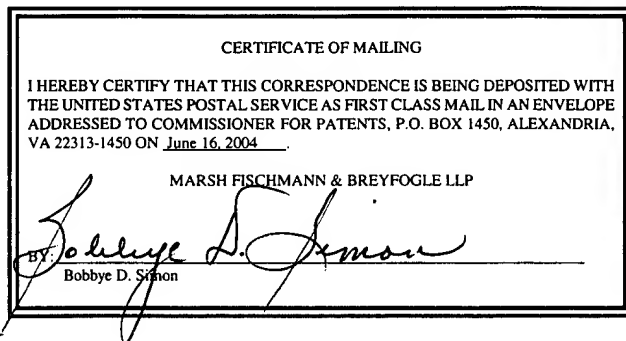 CERTIFICATE OF MAILING
I HEREBY CERTIFY THAT THIS CORRESPONDENCE IS BEING DEPOSITED WITH
THE UNITED STATES POSTAL SERVICE AS FIRST CLASS MAIL IN AN ENVELOPE
ADDRESSED TO COMMISSIONER FOR PATENTS, P.O. BOX 1450, ALEXANDRIA,
VA 22313-1450 ON June 16, 2004.
MARSH FISCHMANN & BREYFOGLE LLP
BY: Bobbye D. Simon
Bobbye D. Simon